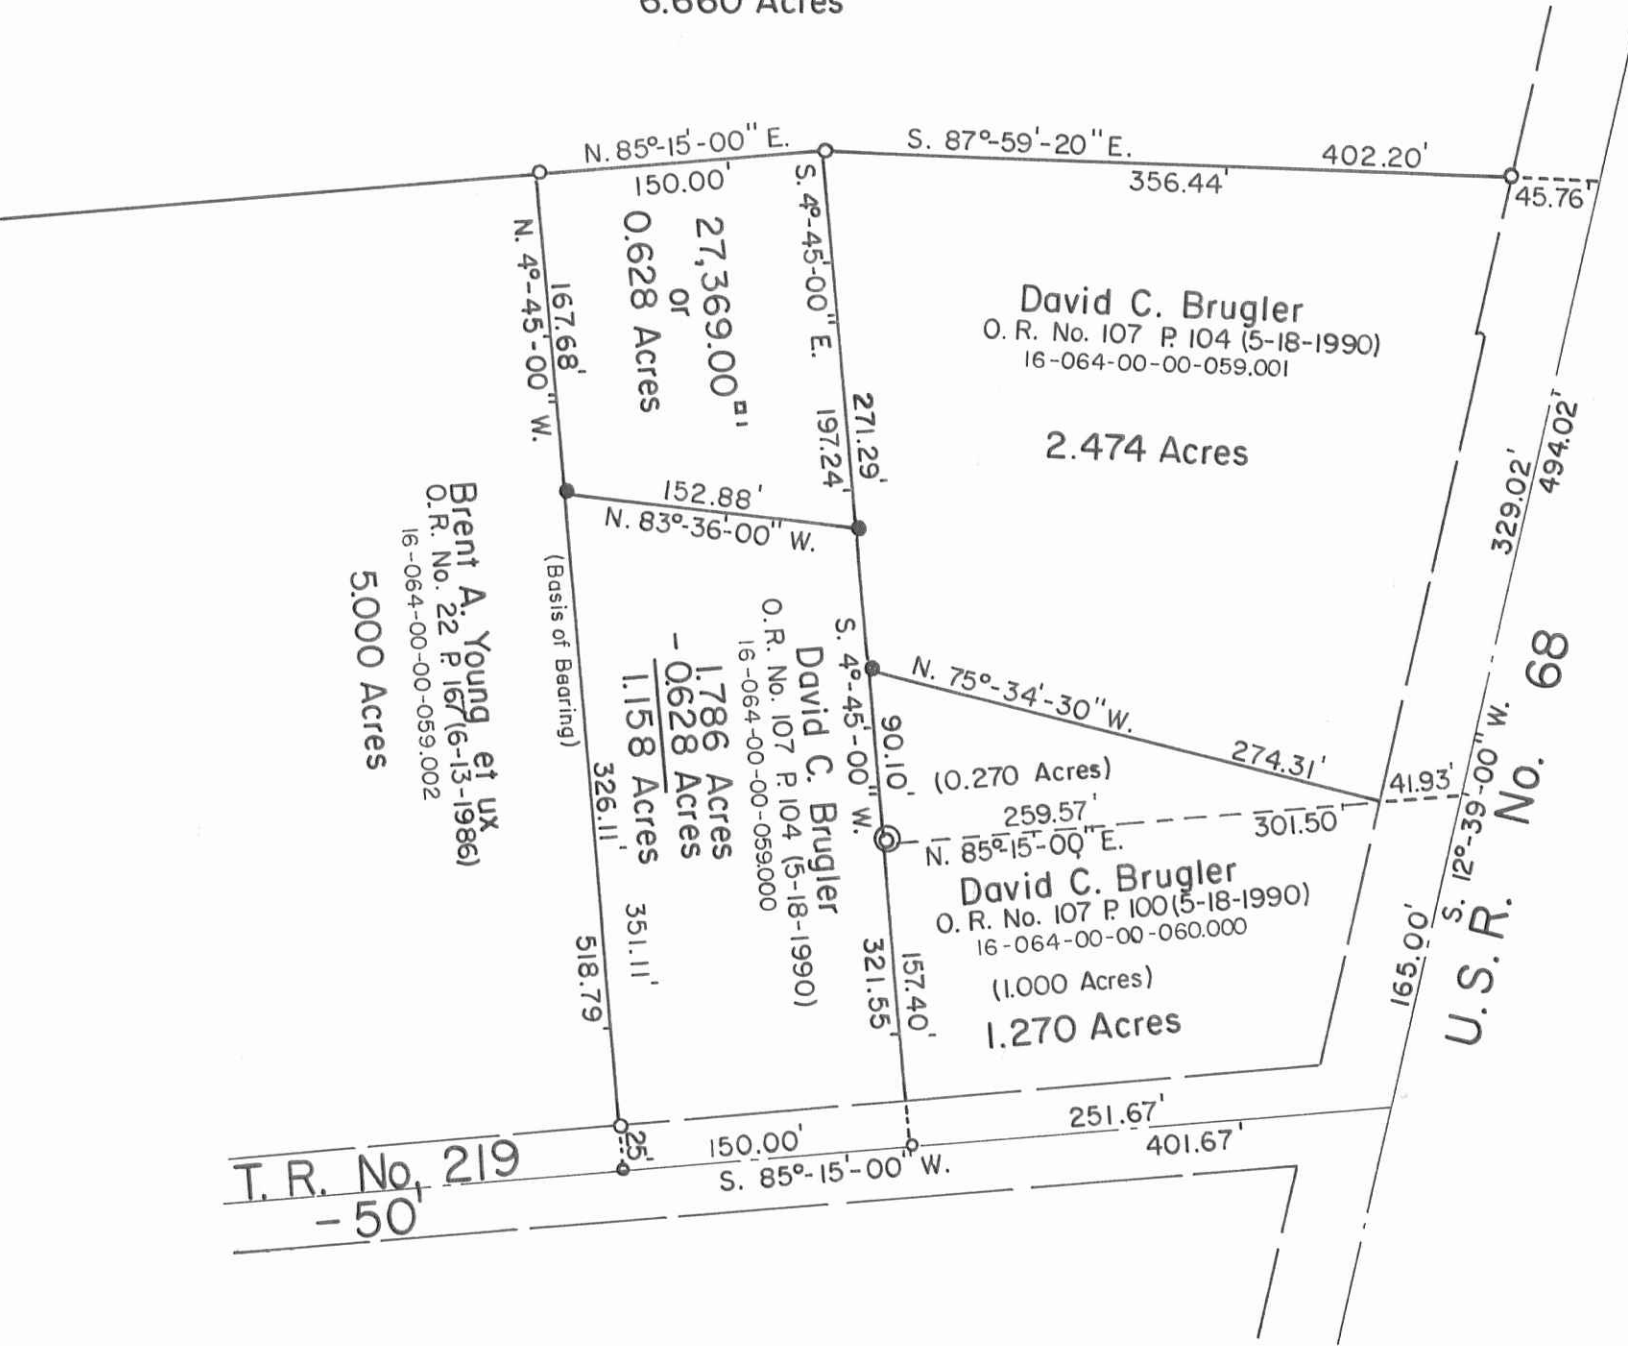 6.660 Acres
N. 85°-15'-00" E.
150.00'
S. 87°-59'-20" E.
402.20'
356.44'
45.76'
N. 4°-45'-00" W.
167.68'
27,369.00
or
0.628 Acres
S. 4°-45'-00" E.
271.29'
197.24'
David C. Brugler
O. R. No. 107 P. 104 (5-18-1990)
16-064-00-00-059.001
2.474 Acres
494.02'
329.02'
152.88'
N. 83°-36'-00" W.
Brent A. Young et ux
O. R. No. 22 P. 167 (6-13-1986)
16-064-00-00-059.002
5.000 Acres
(Basis of Bearing)
326.11'
351.11'
518.79'
David C. Brugler
O. R. No. 107 P. 104 (5-18-1990)
16-064-00-00-059.000
1.786 Acres
- 0.628 Acres
1.158 Acres
S. 4°-45'-00" W.
90.10'
N. 75°-34'-30" W.
274.31'
41.93'
(0.270 Acres)
259.57'
301.50'
N. 85°-15'-00" E.
David C. Brugler
O. R. No. 107 P. 100 (5-18-1990)
16-064-00-00-060.000
(1.000 Acres)
1.270 Acres
157.40'
321.55'
165.00'
S. 12°-39'-00" W.
U. S. R. No. 68
25'
150.00'
251.67'
401.67'
S. 85°-15'-00" W.
T. R. No. 219
- 50'